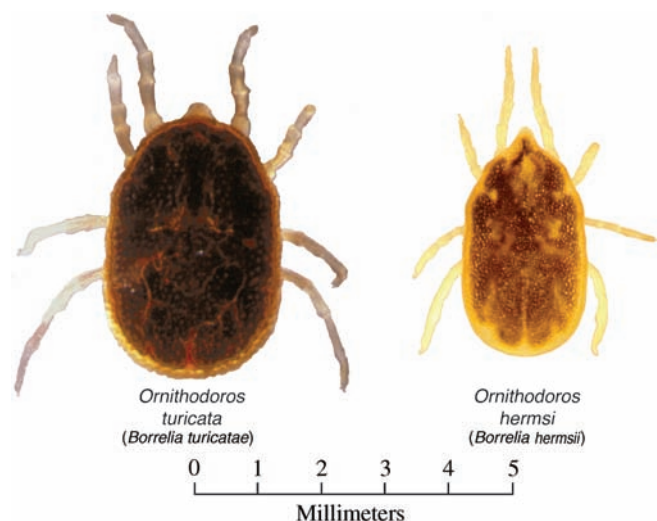 Ornithodoros
turicata
(Borrelia turicatae)
Ornithodoros
hermsi
(Borrelia hermsii)
0 1 2 3 4 5
Millimeters